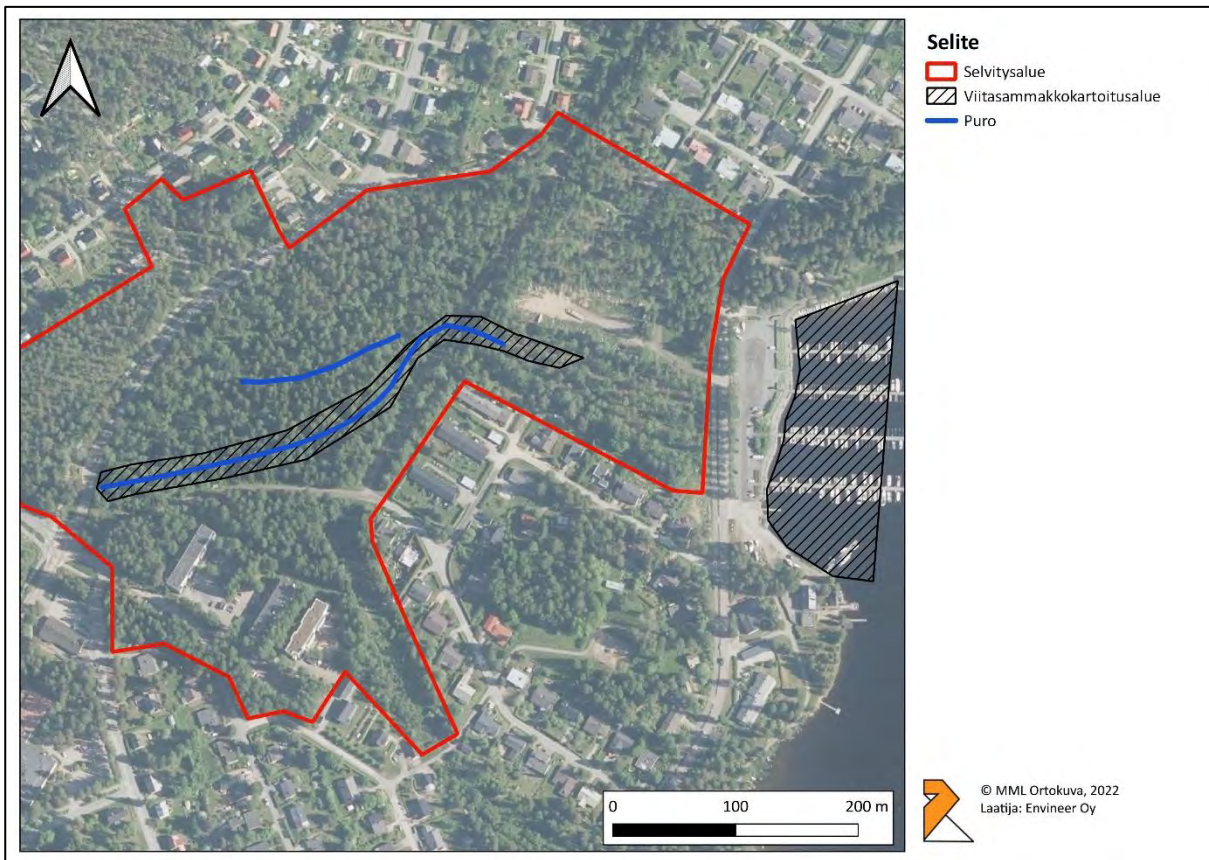 Selite
Selvitysalue
Viitasammakkokartoitusalue
Puro
0 100 200 m
© MML Ortokuva, 2022
Laatija: Envineer Oy